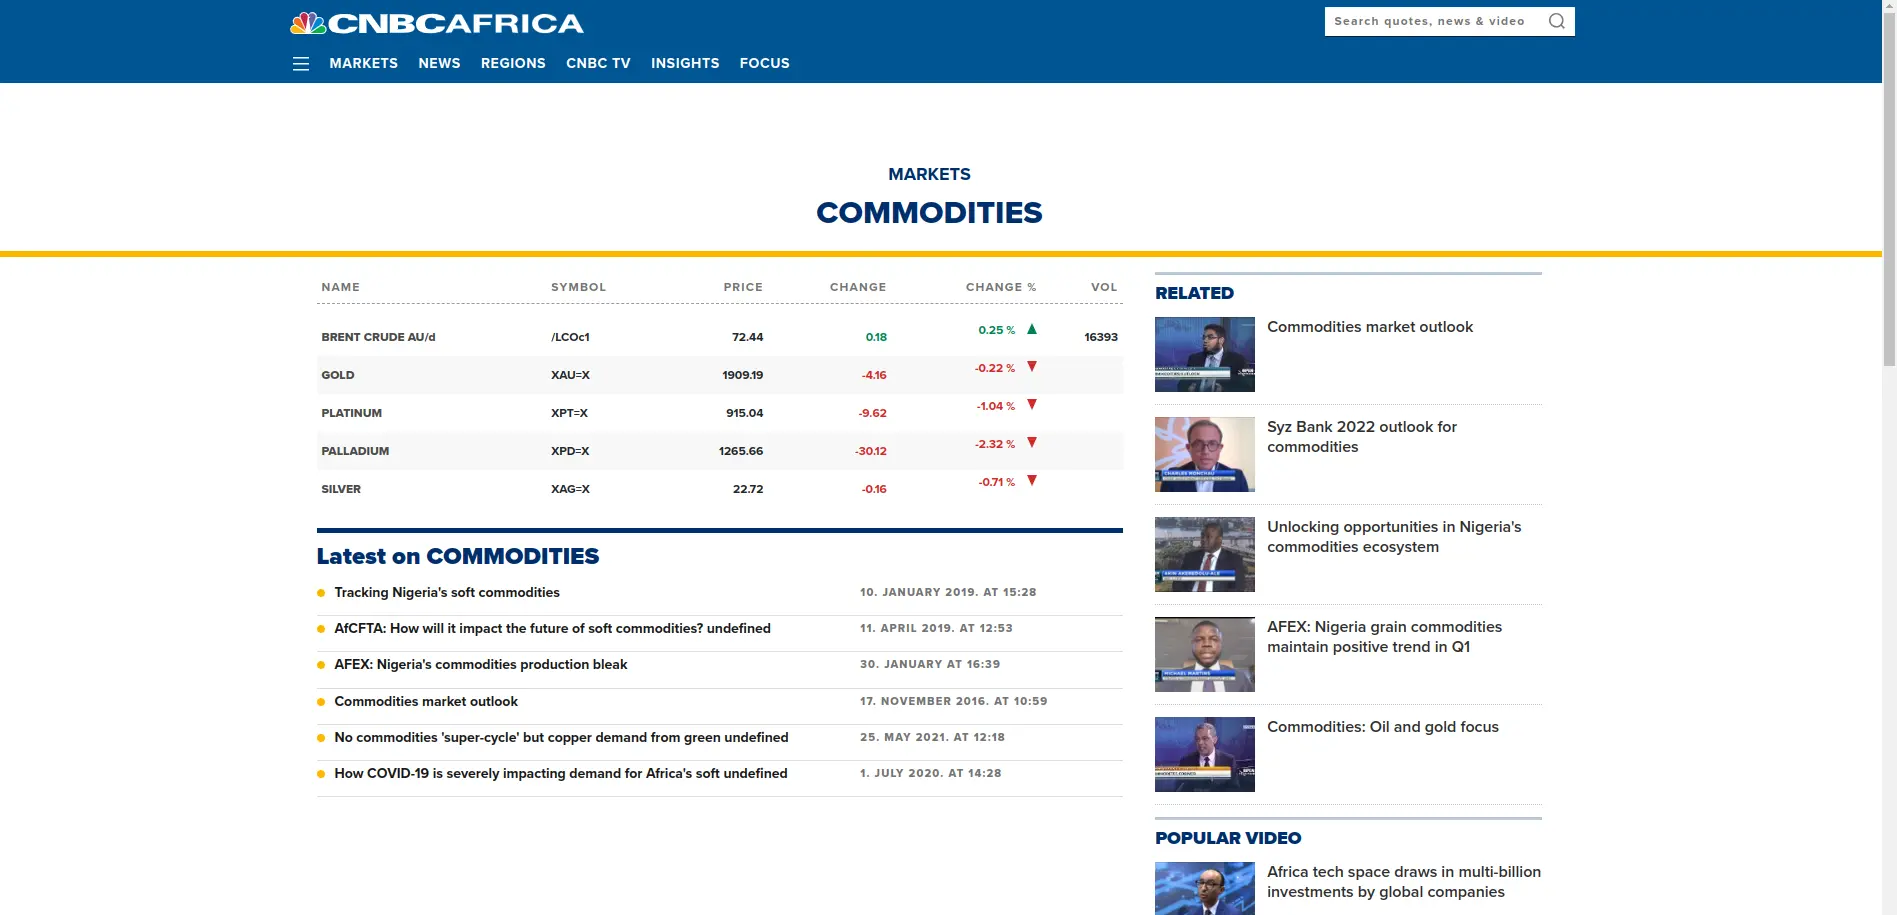 CNBCAFRICA
Search quotes, news & video
MARKETS NEWS REGIONS CNBC TV INSIGHTS FOCUS
MARKETS
COMMODITIES
NAME SYMBOL PRICE CHANGE CHANGE % VOL
BRENT CRUDE AU/d /LCOc1 72.44 0.18 0.25 % 16393
GOLD XAU=X 1909.19 -4.16 -0.22 %
PLATINUM XPT=X 915.04 -9.62 -1.04 %
PALLADIUM XPD=X 1265.66 -30.12 -2.32 %
SILVER XAG=X 22.72 -0.16 -0.71 %
Latest on COMMODITIES
Tracking Nigeria's soft commodities 10. JANUARY 2019. AT 15:28
AfCFTA: How will it impact the future of soft commodities? undefined 11. APRIL 2019. AT 12:53
AFEX: Nigeria's commodities production bleak 30. JANUARY AT 16:39
Commodities market outlook 17. NOVEMBER 2016. AT 10:59
No commodities 'super-cycle' but copper demand from green undefined 25. MAY 2021. AT 12:18
How COVID-19 is severely impacting demand for Africa's soft undefined 1. JULY 2020. AT 14:28
RELATED
Commodities market outlook
Syz Bank 2022 outlook for
commodities
CHARLES
Unlocking opportunities in Nigeria's
commodities ecosystem
AFEX: Nigeria grain commodities
maintain positive trend in Q1
MICHAEL MARTINS
Commodities: Oil and gold focus
POPULAR VIDEO
Africa tech space draws in multi-billion
investments by global companies